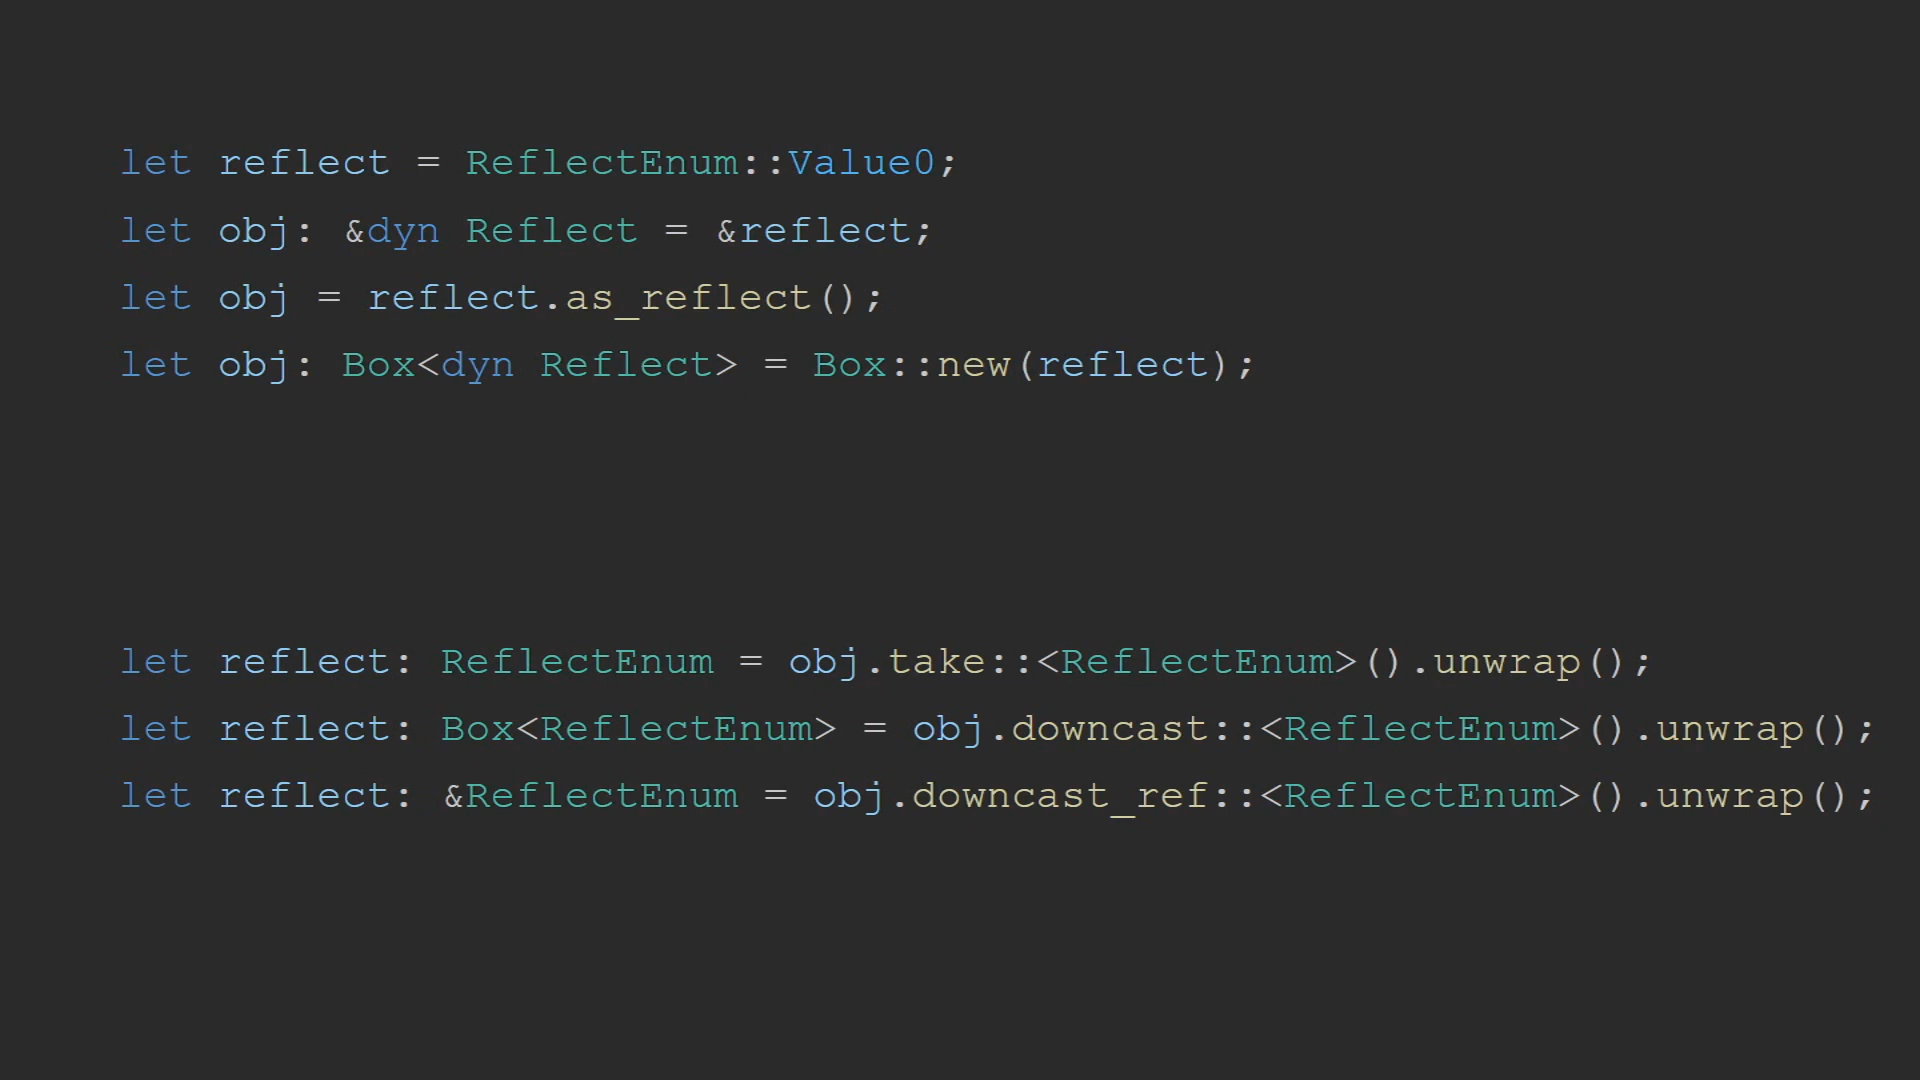 let reflect = ReflectEnum::Value0;
let obj: &dyn Reflect = &reflect;
let obj = reflect.as_reflect();
let obj: Box<dyn Reflect> = Box::new(reflect);
let reflect: ReflectEnum = obj.take::<ReflectEnum>().unwrap();
let reflect: Box<ReflectEnum> = obj.downcast::<ReflectEnum>().unwrap();
let reflect: &ReflectEnum = obj.downcast_ref::<ReflectEnum>().unwrap();